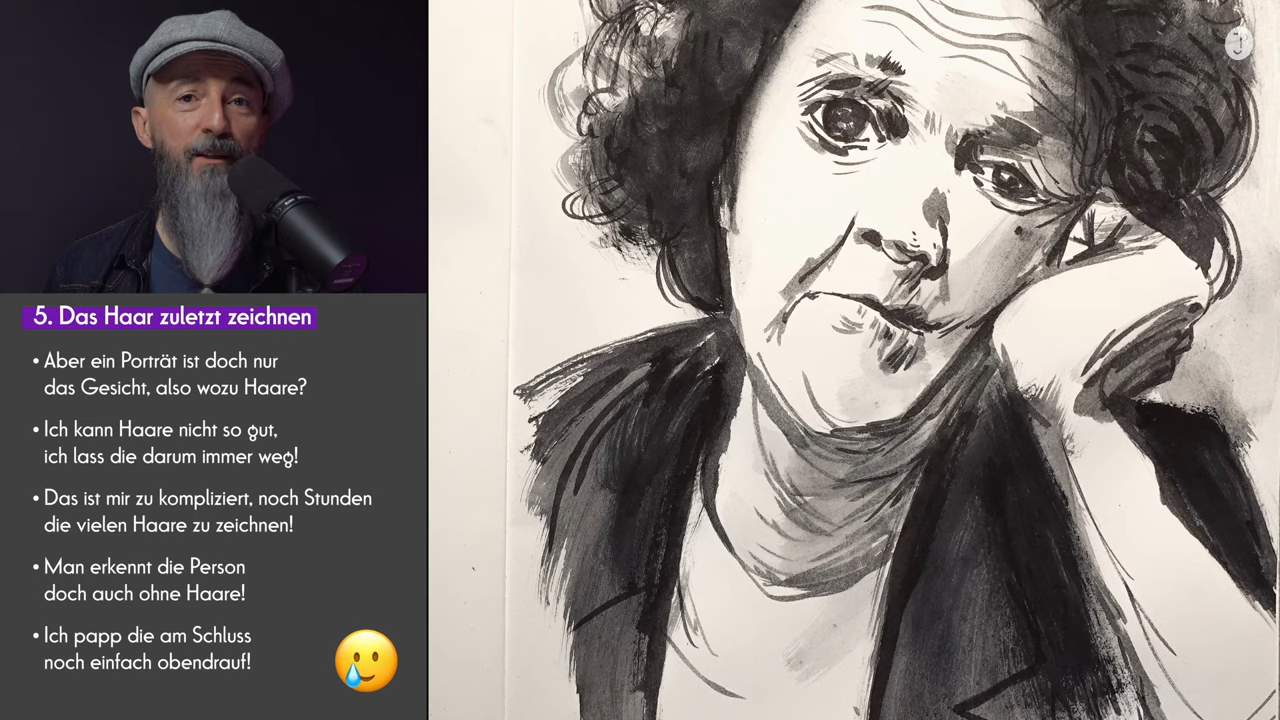 5. Das Haar zuletzt zeichnen
• Aber ein Porträt ist doch nur
das Gesicht, also wozu Haare?
• Ich kann Haare nicht so gut,
ich lass die darum immer weg!
• Das ist mir zu kompliziert, noch Stunden
die vielen Haare zu zeichnen!
• Man erkennt die Person
doch auch ohne Haare!
• Ich papp die am Schluss
noch einfach obendrauf!